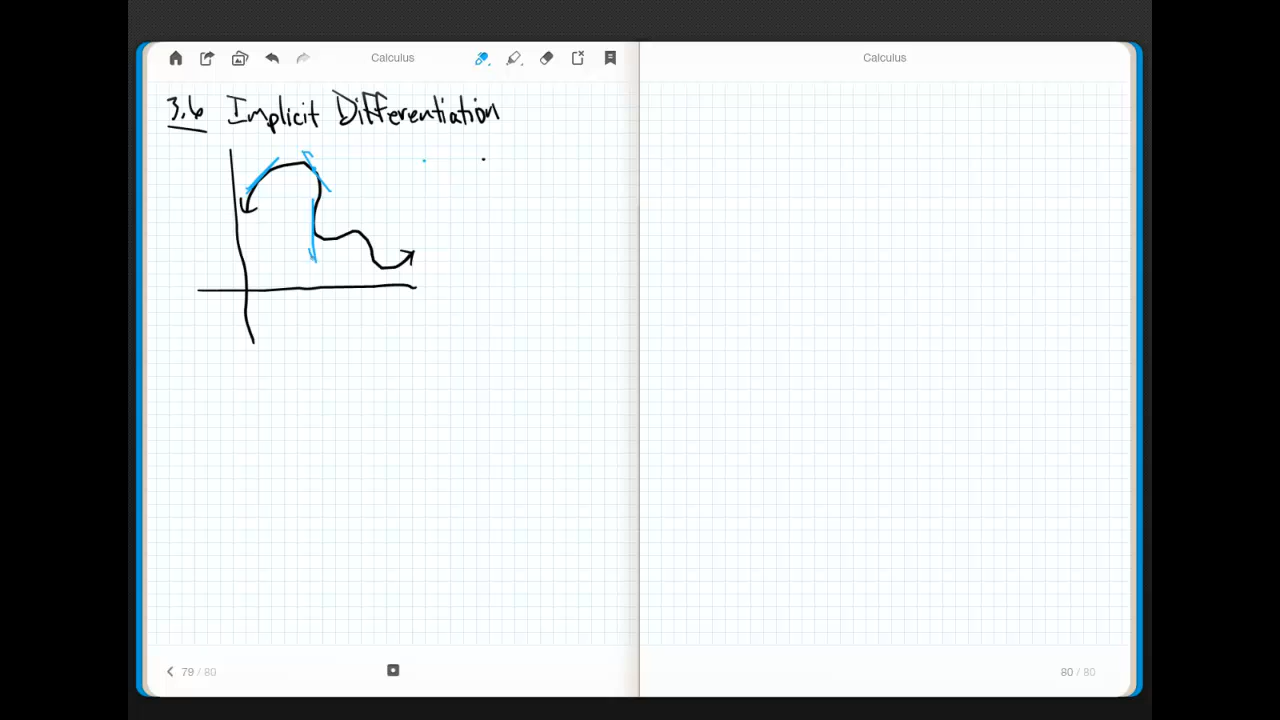 Calculus
Calculus
3.6 Implicit Differentiation
79 / 80
80 / 80